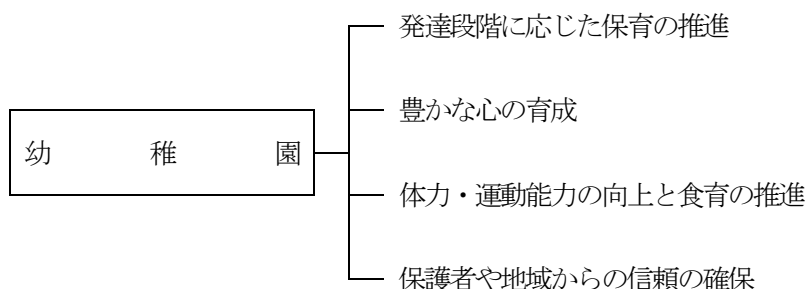 発達段階に応じた保育の推進
豊かな心の育成
幼稚園
体力・運動能力の向上と食育の推進
保護者や地域からの信頼の確保